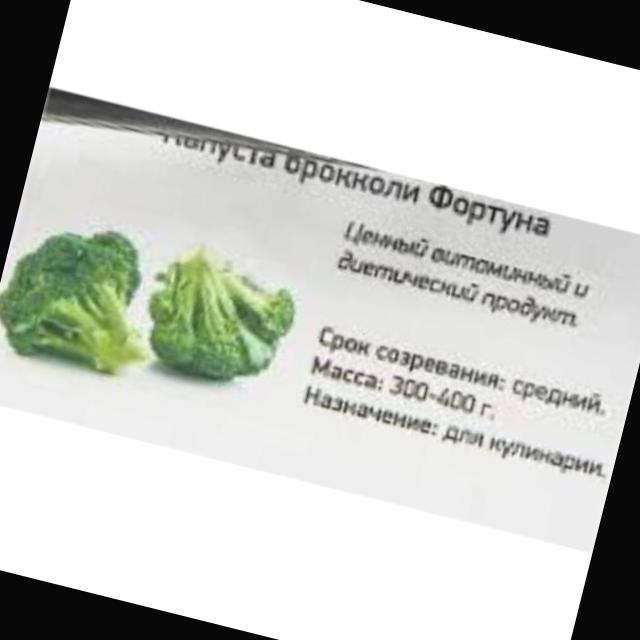 Капуста брокколи Фортуна
Ценный витаминный и
диетический продукт.
Срок созревания: средний.
Масса: 300-400 г.
Назначение: для кулинарии.